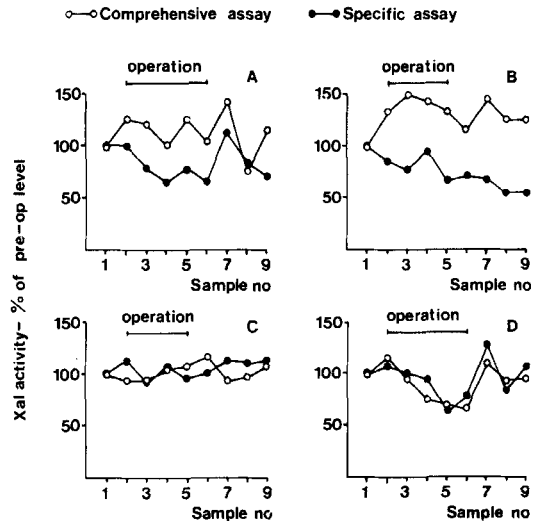 Comprehensive assay Specific assay
operation A
150
100
50
1 3 5 7 9
Sample no
operation B
150
100
50
1 3 5 7 9
Sample no
Xal activity- % of pre-op level
operation C
150
100
50
1 3 5 7 9
Sample no
operation D
150
100
50
1 3 5 7 9
Sample no